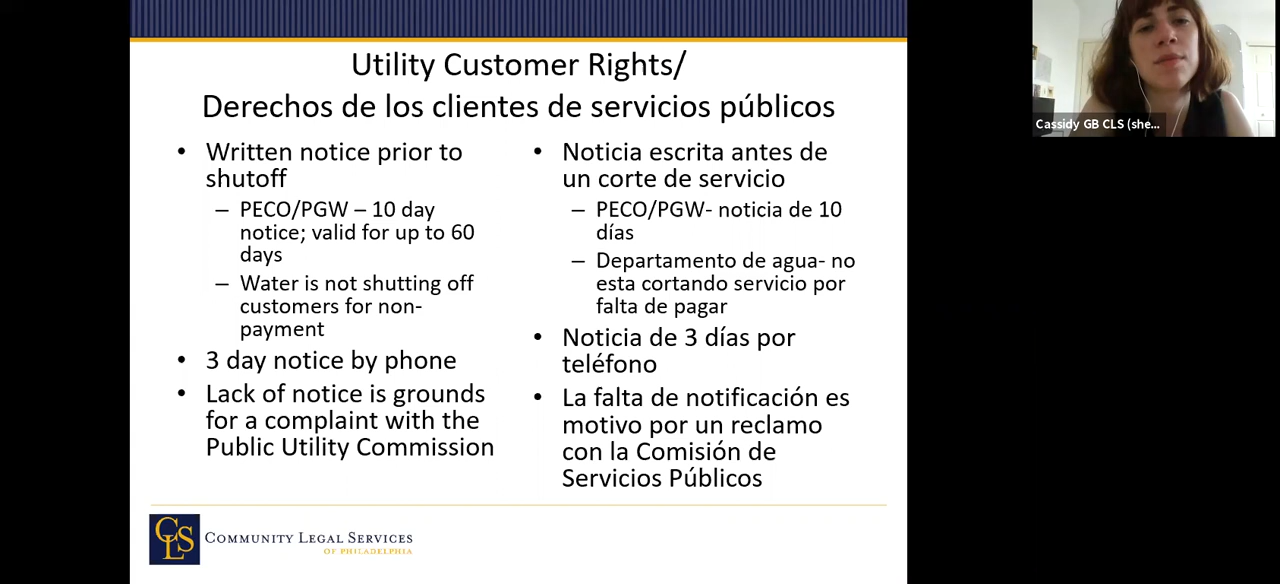 Utility Customer Rights/
Derechos de los clientes de servicios públicos
• Written notice prior to
shutoff
– PECO/PGW – 10 day
notice; valid for up to 60
days
– Water is not shutting off
customers for non-
payment
• 3 day notice by phone
• Lack of notice is grounds
for a complaint with the
Public Utility Commission
• Noticia escrita antes de
un corte de servicio
– PECO/PGW- noticia de 10
días
– Departamento de agua- no
esta cortando servicio por
falta de pagar
• Noticia de 3 días por
teléfono
• La falta de notificación es
motivo por un reclamo
con la Comisión de
Servicios Públicos
CLS
COMMUNITY LEGAL SERVICES
OF PHILADELPHIA
Cassidy GB CLS (she...